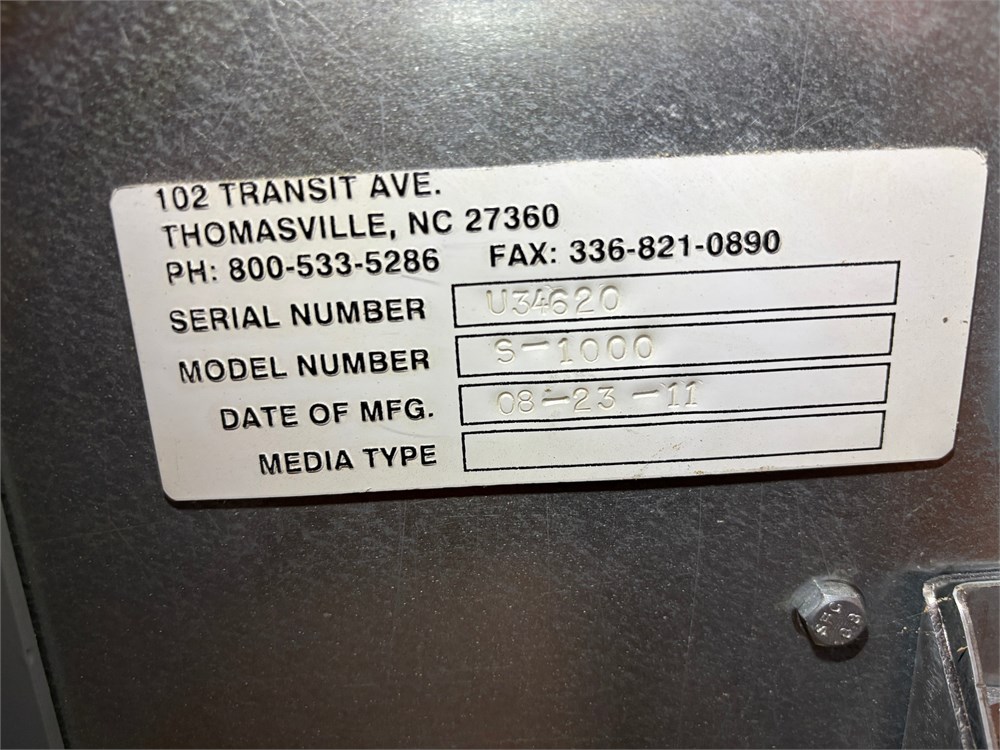 102 TRANSIT AVE.
THOMASVILLE, NC 27360
PH: 800-533-5286 FAX: 336-821-0890
SERIAL NUMBER U34620
MODEL NUMBER S-1000
DATE OF MFG. 08-23-11
MEDIA TYPE